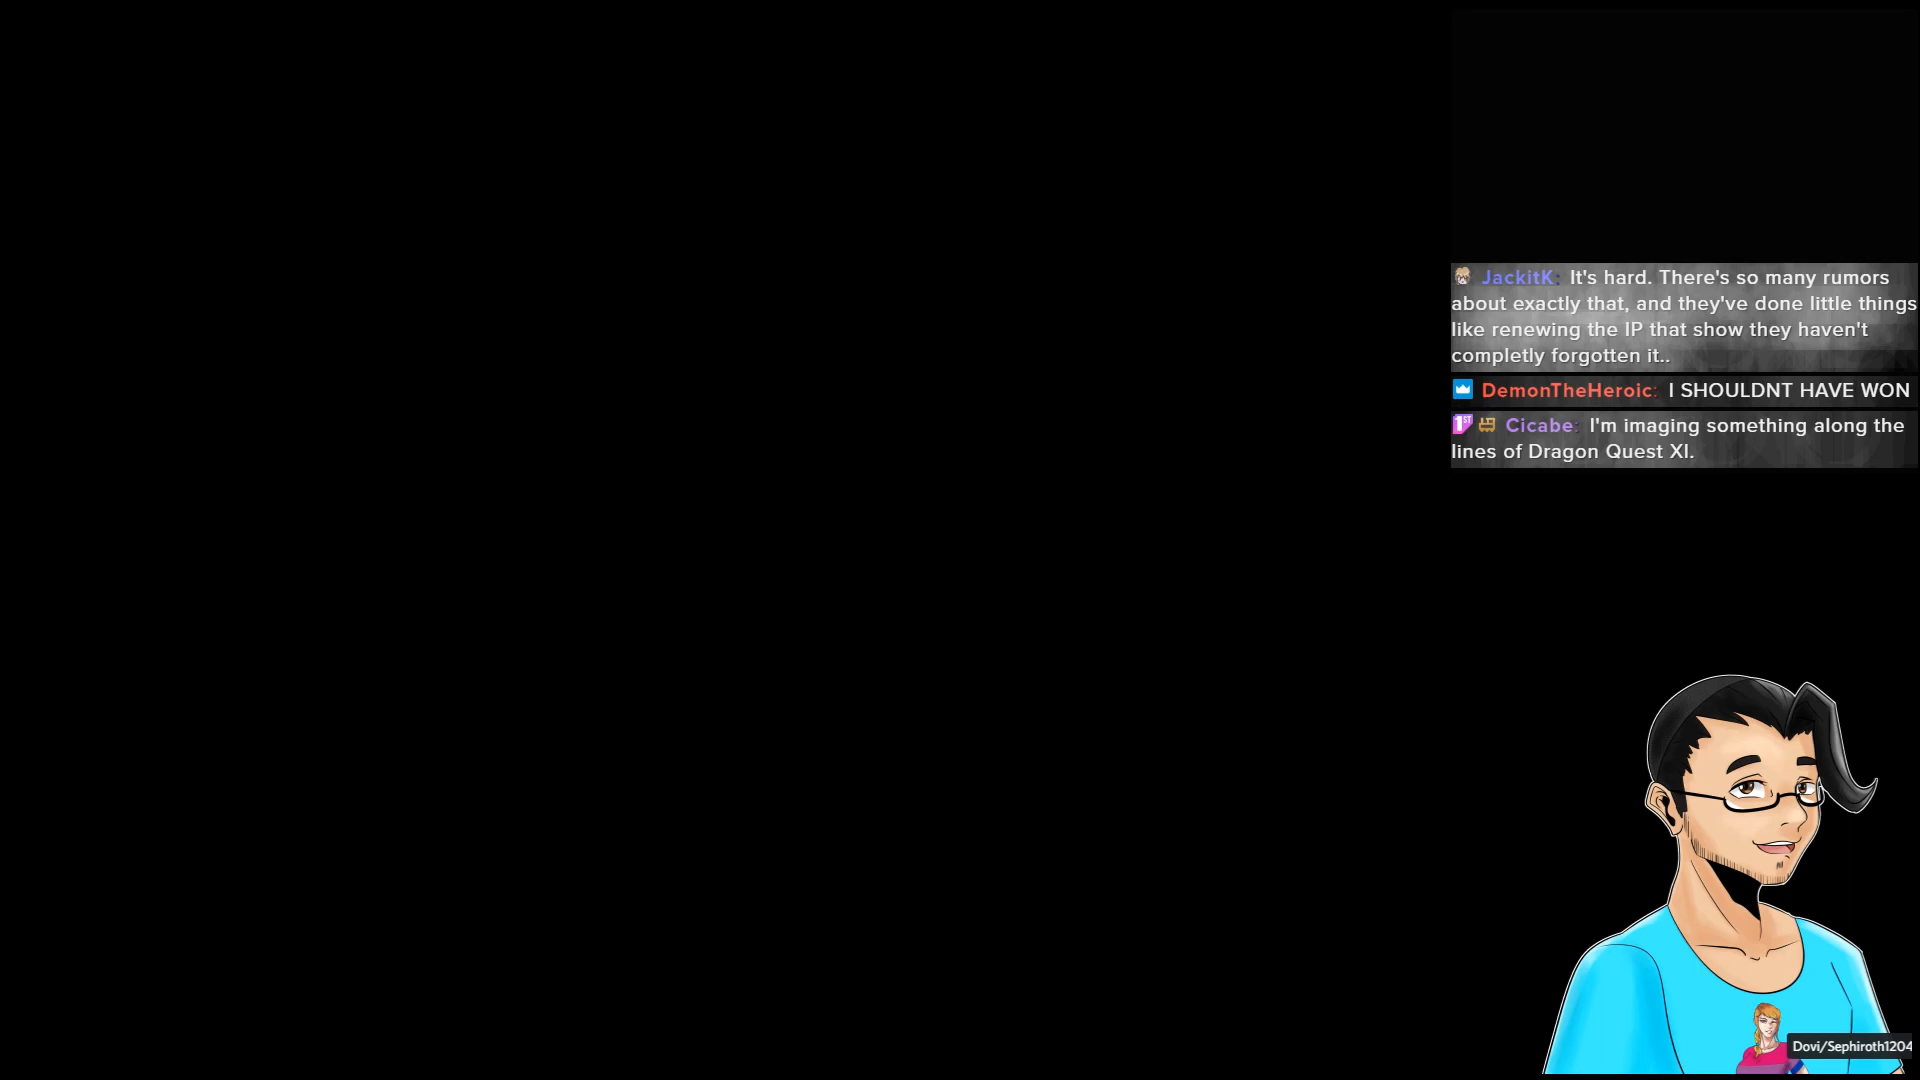 JackitK: It's hard. There's so many rumors
about exactly that, and they've done little things
like renewing the IP that show they haven't
completly forgotten it..
DemonTheHeroic: I SHOULDNT HAVE WON
1ST Cicabe: I'm imaging something along the
lines of Dragon Quest XI.
Dovi/Sephiroth1204